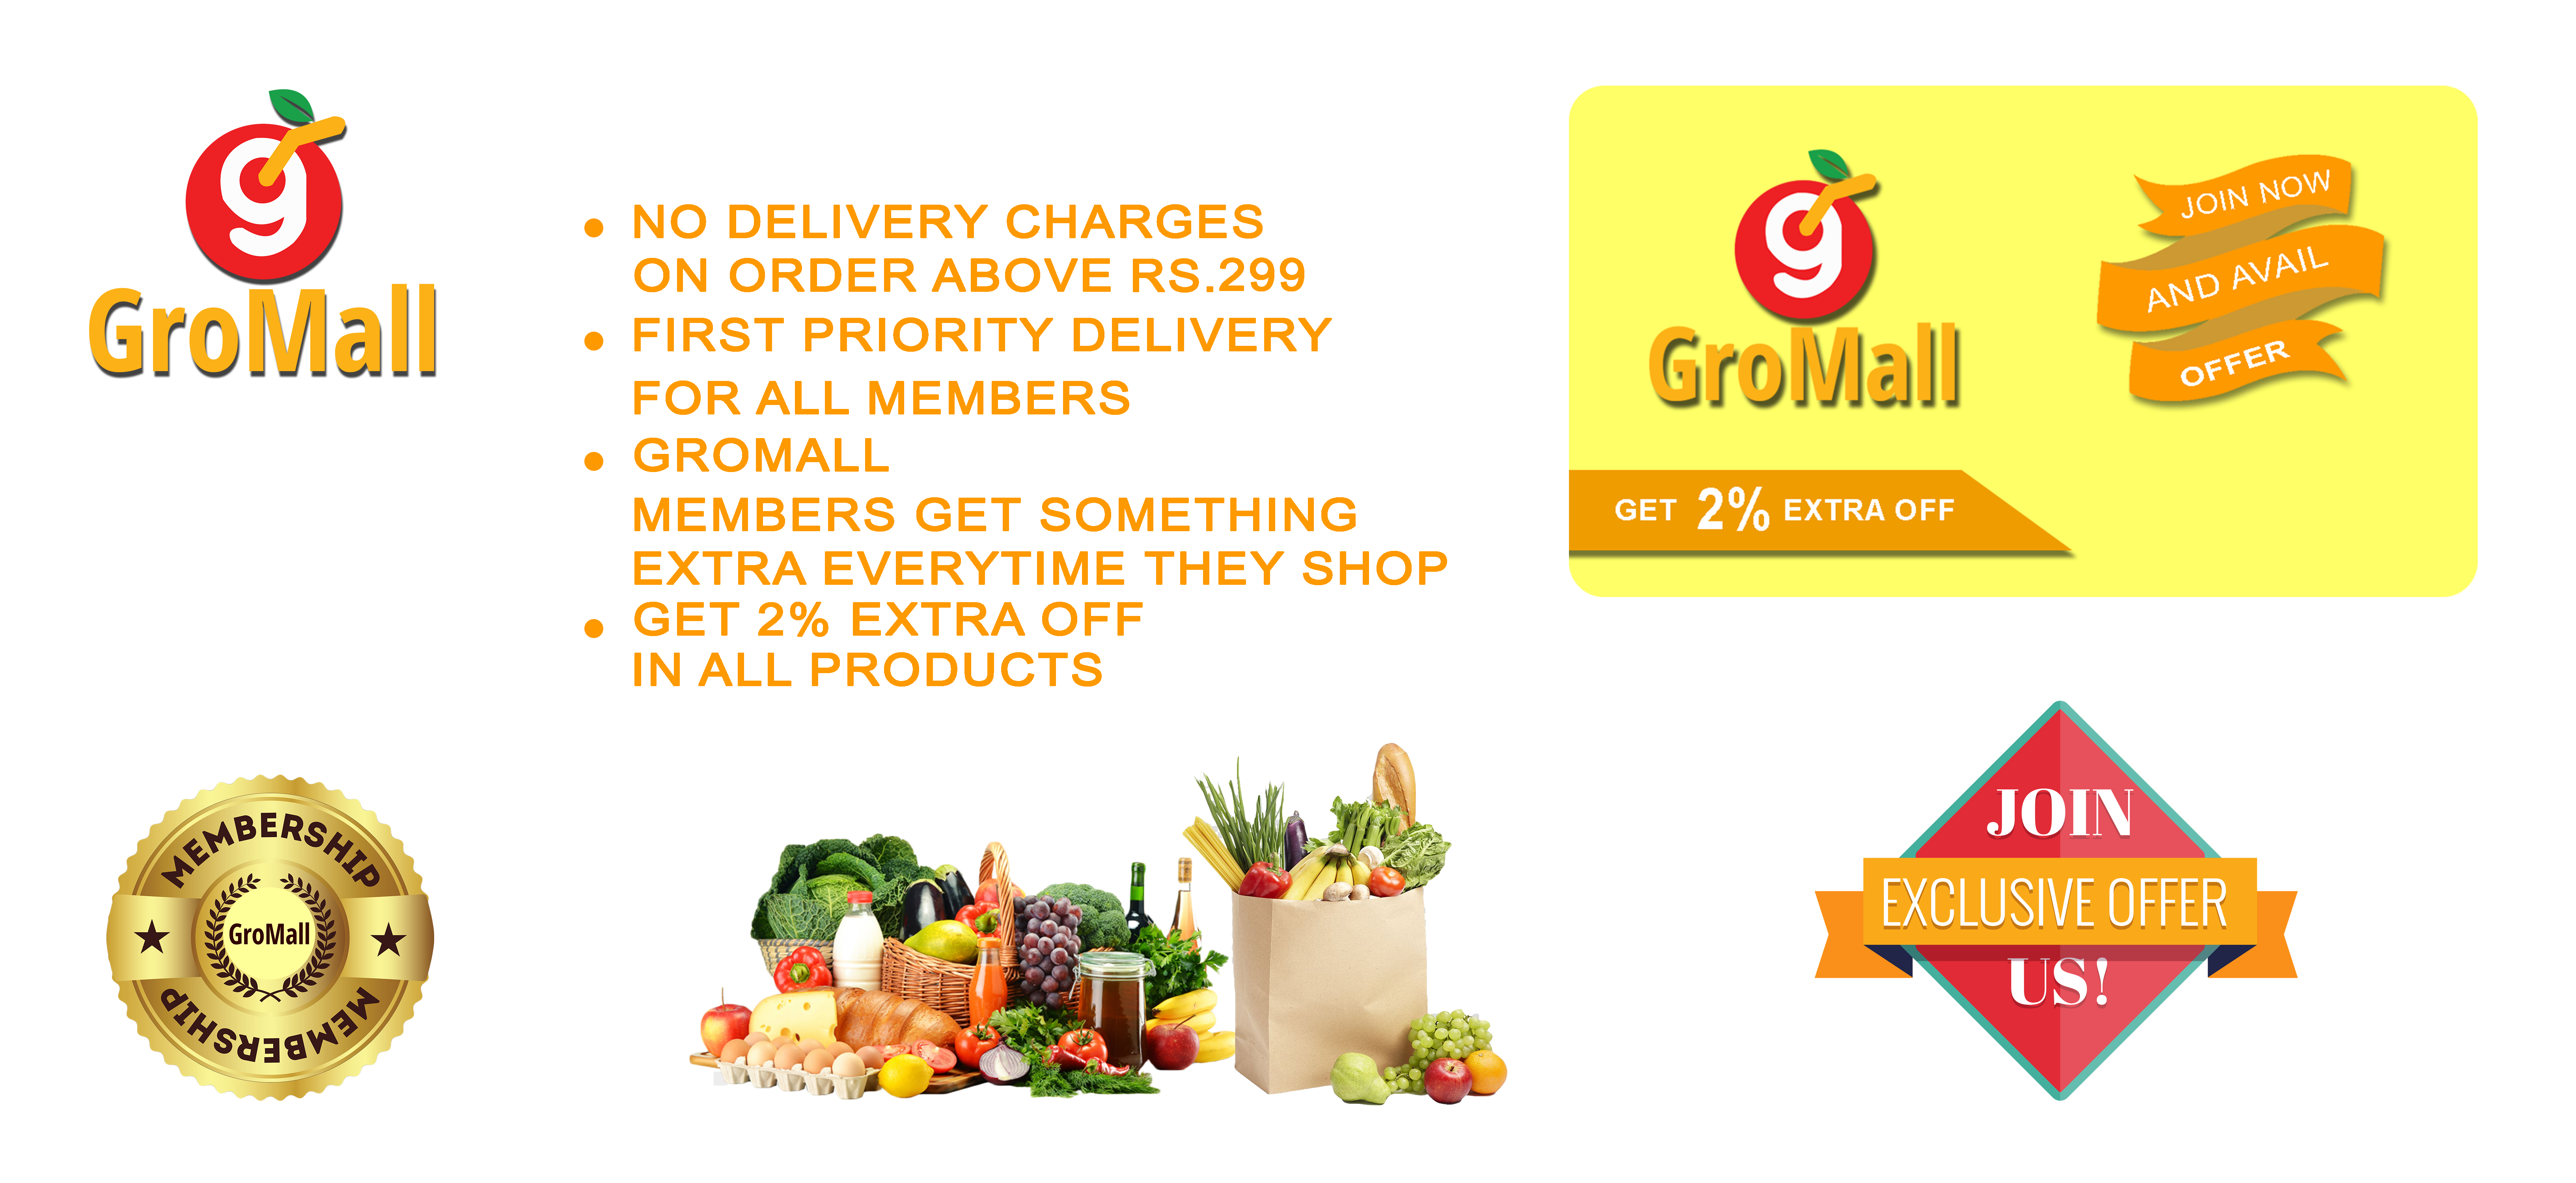 g
GroMall
NO DELIVERY CHARGES
ON ORDER ABOVE RS.299
FIRST PRIORITY DELIVERY
FOR ALL MEMBERS
GROMALL
MEMBERS GET SOMETHING
EXTRA EVERYTIME THEY SHOP
GET 2% EXTRA OFF
IN ALL PRODUCTS
g
GroMall
JOIN NOW
AND AVAIL
OFFER
GET 2% EXTRA OFF
MEMBERSHIP
GroMall
MEMBERSHIP
JOIN
EXCLUSIVE OFFER
US!